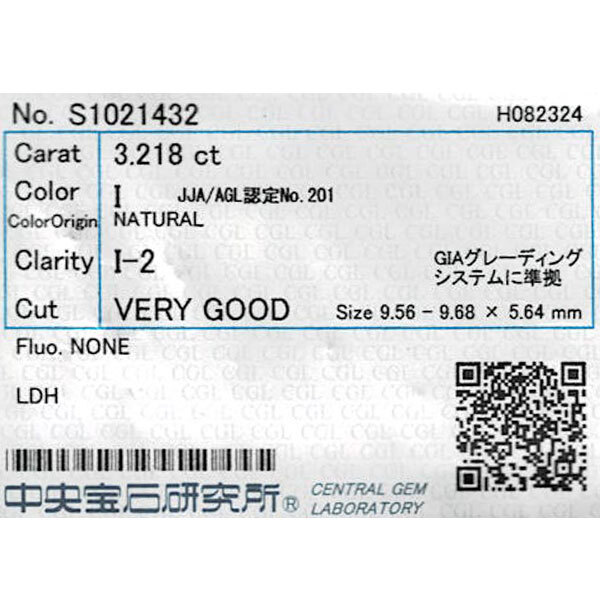 No. S1021432 H082324
Carat 3.218 ct
Color I JJA/AGL認定No.201
ColorOrigin NATURAL
Clarity I-2 GIAグレーディング
システムに準拠
Cut VERY GOOD Size 9.56 - 9.68 × 5.64 mm
Fluo. NONE
LDH
中央宝石研究所® CENTRAL GEM
LABORATORY